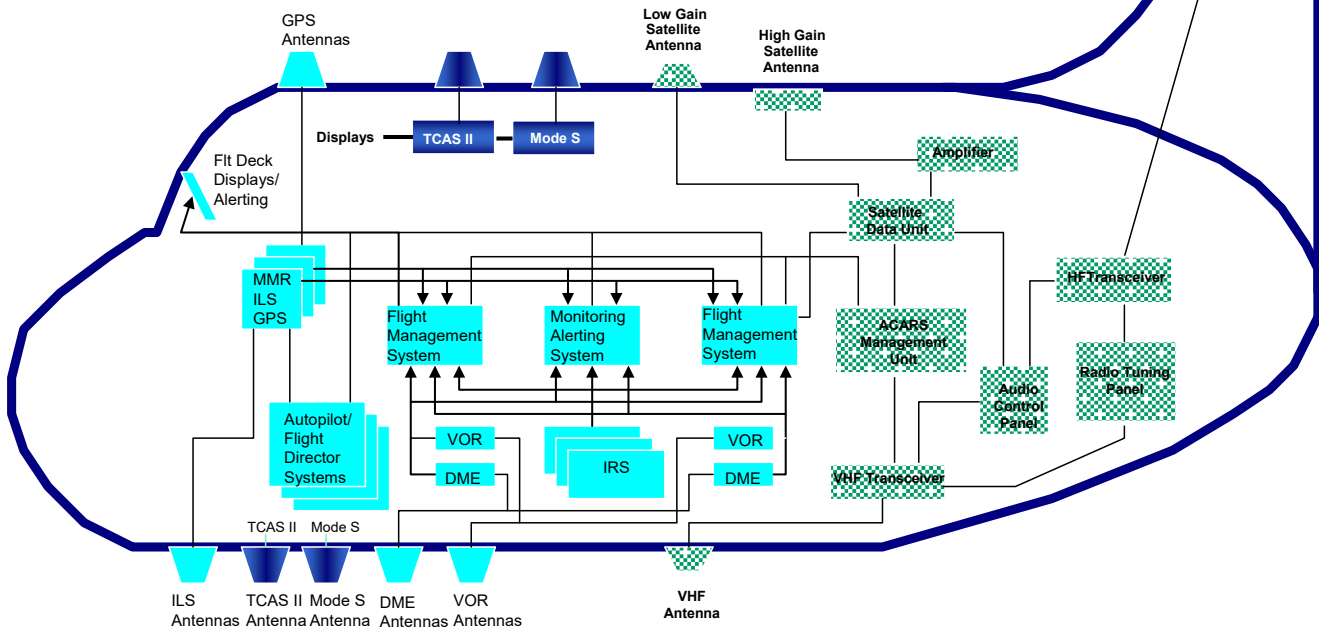 GPS
Antennas
Low Gain
Satellite
Antenna
High Gain
Satellite
Antenna
Displays
TCAS II
Mode S
Amplifier
Flt Deck
Displays/
Alerting
Satellite
Data Unit
MMR
ILS
GPS
HFTransceiver
Flight
Management
System
Monitoring
Alerting
System
Flight
Management
System
ACARS
Management
Unit
Radio Tuning
Panel
Audio
Control
Panel
Autopilot/
Flight
Director
Systems
VOR
DME
IRS
VOR
DME
VHF Transceiver
TCAS II
Mode S
ILS
Antennas
TCAS II
Antenna
Mode S
Antenna
DME
Antennas
VOR
Antennas
VHF
Antenna